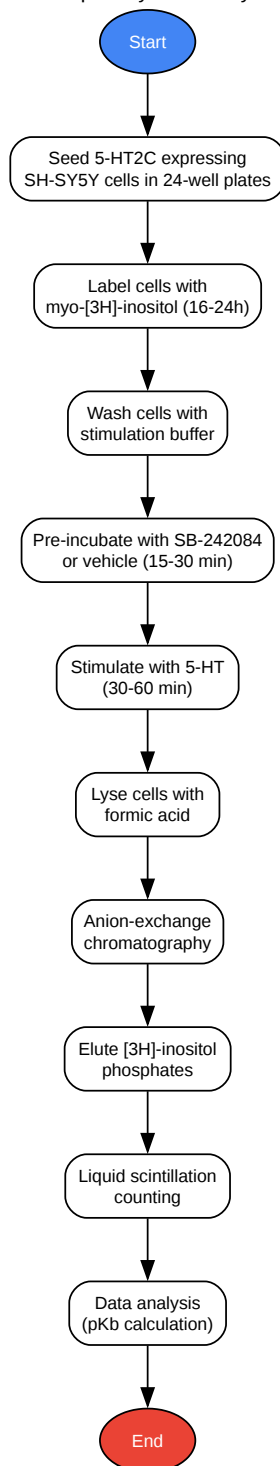 Start
Seed 5-HT2C expressing
SH-SY5Y cells in 24-well plates
Label cells with
myo-[3H]-inositol (16-24h)
Wash cells with
stimulation buffer
Pre-incubate with SB-242084
or vehicle (15-30 min)
Stimulate with 5-HT
(30-60 min)
Lyse cells with
formic acid
Anion-exchange
chromatography
Elute [3H]-inositol
phosphates
Liquid scintillation
counting
Data analysis
(pKb calculation)
End